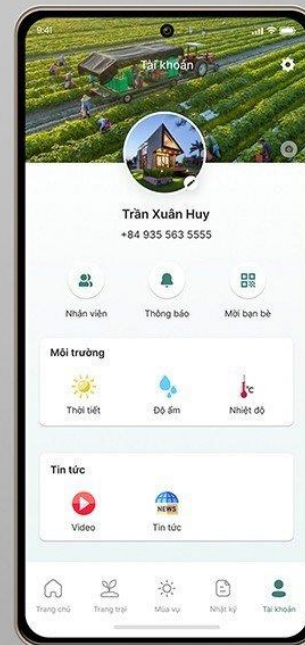 9:41
Tài khoản
Trần Xuân Huy
+84 935 563 5555
Nhân viên
Thông báo
Mời bạn bè
Môi trường
Thời tiết
Độ ẩm
°C
Nhiệt độ
Tin tức
NEWS
Video
Tin tức
Trang chủ
Trang trại
Mùa vụ
Nhật ký
Tài khoản